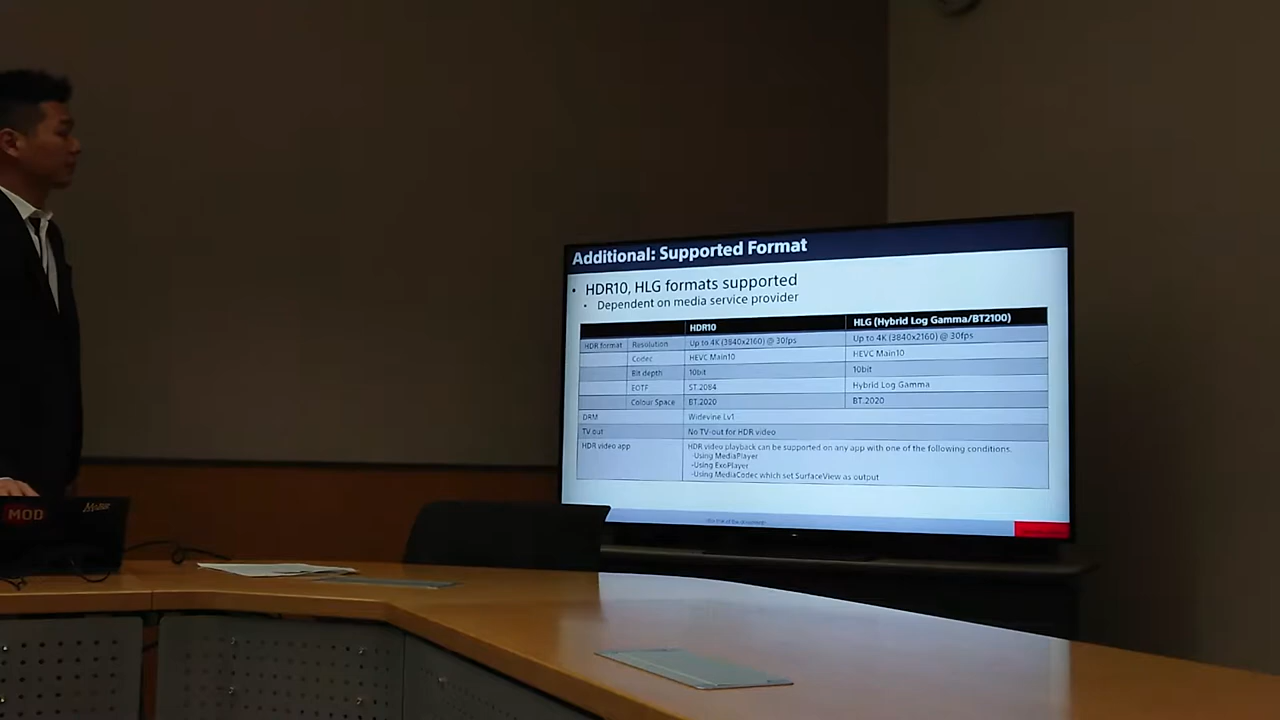 Additional: Supported Format
• HDR10, HLG formats supported
• Dependent on media service provider
HDR10 HLG (Hybrid Log Gamma/BT2100)
HDR format Resolution Up to 4K (3840x2160) @ 30fps Up to 4K (3840x2160) @ 30fps
Codec HEVC Main10 HEVC Main10
Bit depth 10bit 10bit
EOTF ST.2084 Hybrid Log Gamma
Colour Space BT.2020 BT.2020
DRM Widevine Lv1
TV out No TV-out for HDR video
HDR video app HDR video playback can be supported on any app with one of the following conditions.
-Using MediaPlayer
-Using ExoPlayer
-Using MediaCodec which set SurfaceView as output
MOD